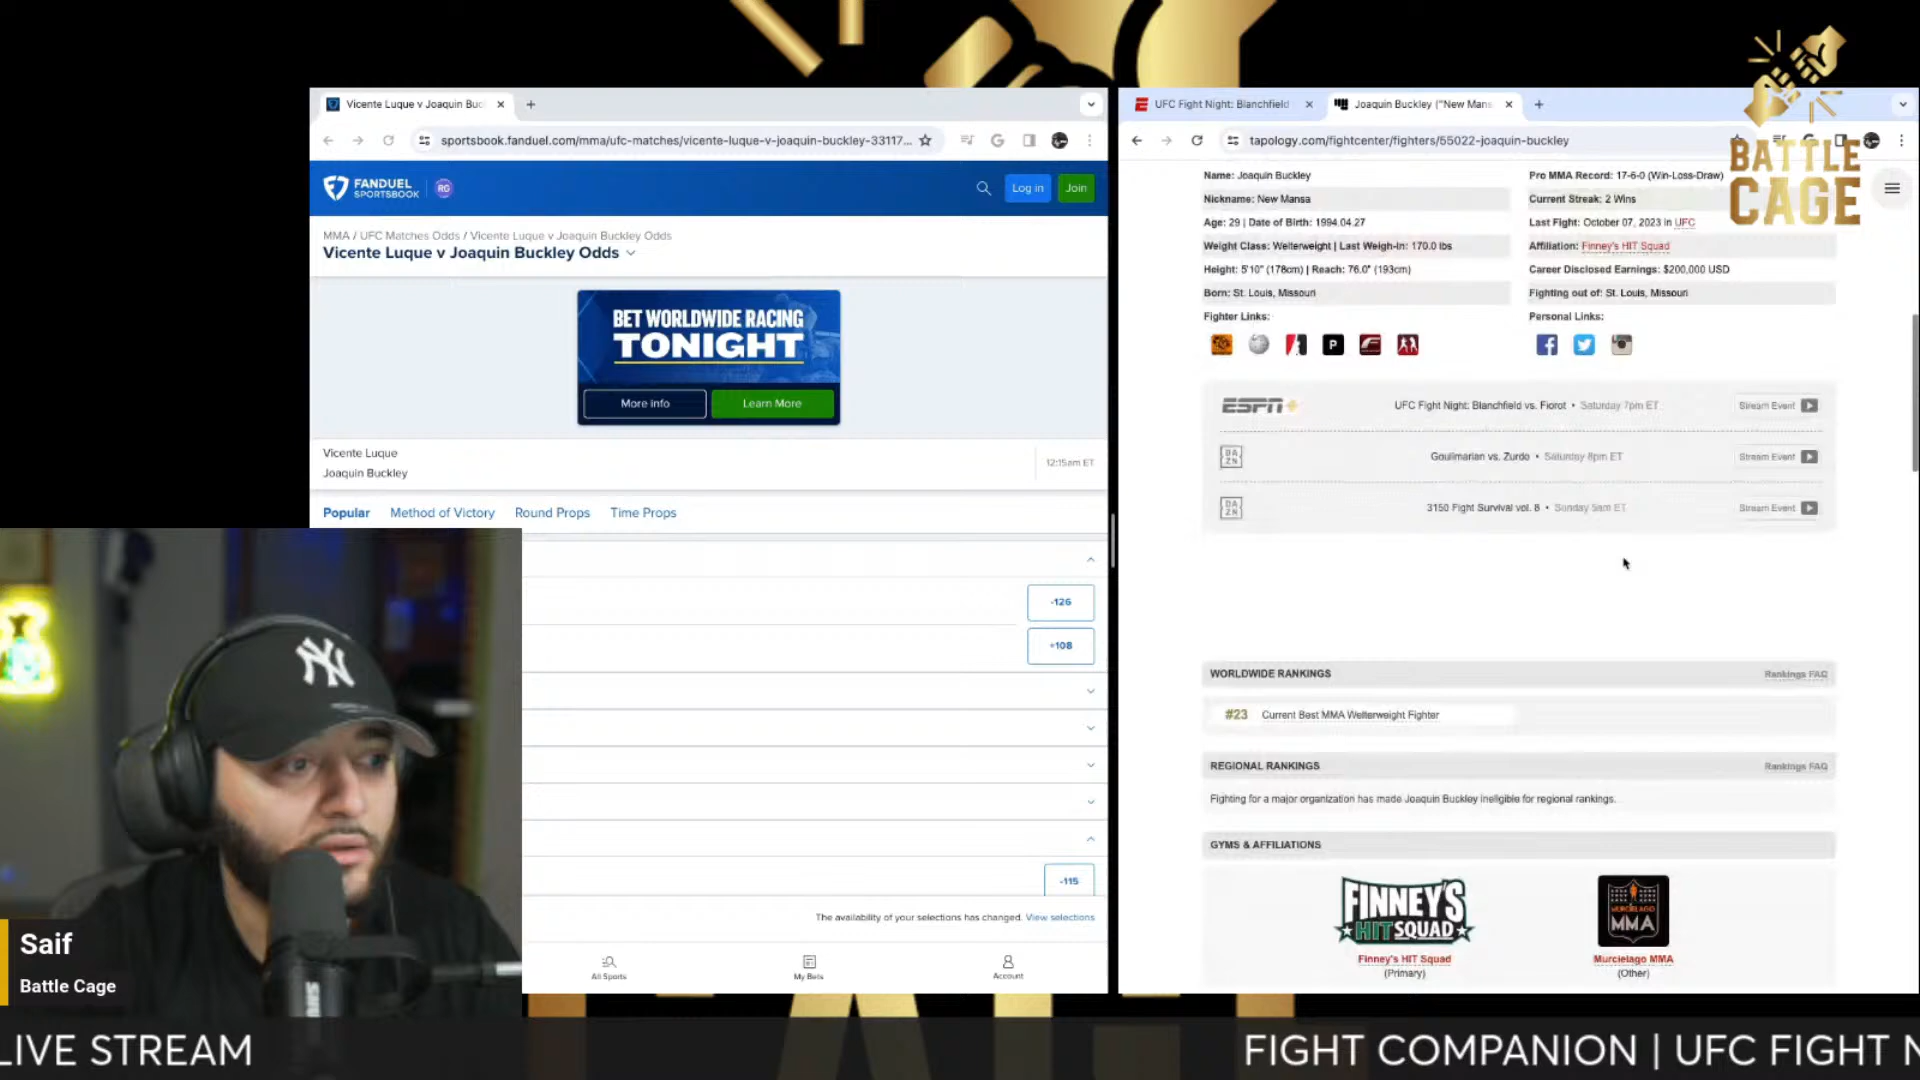 Vicente Luque v Joaquin Buc
sportsbook.fanduel.com/mma/ufc-matches/vicente-luque-v-joaquin-buckley-33117...
FANDUEL
SPORTSBOOK
RG
Log in
Join
MMA / UFC Matches Odds / Vicente Luque v Joaquin Buckley Odds
Vicente Luque v Joaquin Buckley Odds
BET WORLDWIDE RACING
TONIGHT
More Info
Learn More
Vicente Luque
Joaquin Buckley
12:15am ET
Popular
Method of Victory
Round Props
Time Props
-126
+108
-115
The availability of your selections has changed. View selections
All Sports
My Bets
Account
UFC Fight Night: Blanchfield
Joaquin Buckley ("New Mans
tapology.com/fightcenter/fighters/55022-joaquin-buckley
BATTLE
CAGE
Name: Joaquin Buckley
Pro MMA Record: 17-6-0 (Win-Loss-Draw)
Nickname: New Mansa
Current Streak: 2 Wins
Age: 29 | Date of Birth: 1994.04.27
Last Fight: October 07, 2023 in UFC
Weight Class: Welterweight | Last Weigh-In: 170.0 lbs
Affiliation: Finney's HIT Squad
Height: 5'10" (178cm) | Reach: 76.0" (193cm)
Career Disclosed Earnings: $200,000 USD
Born: St. Louis, Missouri
Fighting out of: St. Louis, Missouri
Fighter Links:
Personal Links:
P
ESPN+
UFC Fight Night: Blanchfield vs. Fiorot • Saturday 7pm ET
Stream Event
DAZN
Goulmarian vs. Zurdo • Saturday 8pm ET
Stream Event
DAZN
3150 Fight Survival vol. 8 • Sunday 5am ET
Stream Event
WORLDWIDE RANKINGS
Rankings FAQ
#23 Current Best MMA Welterweight Fighter
REGIONAL RANKINGS
Rankings FAQ
Fighting for a major organization has made Joaquin Buckley ineligible for regional rankings.
GYMS & AFFILIATIONS
FINNEY'S
HIT SQUAD
MURCIELAGO
MMA
Finney's HIT Squad
(Primary)
Murcielago MMA
(Other)
NY
Saif
Battle Cage
LIVE STREAM
FIGHT COMPANION | UFC FIGHT N